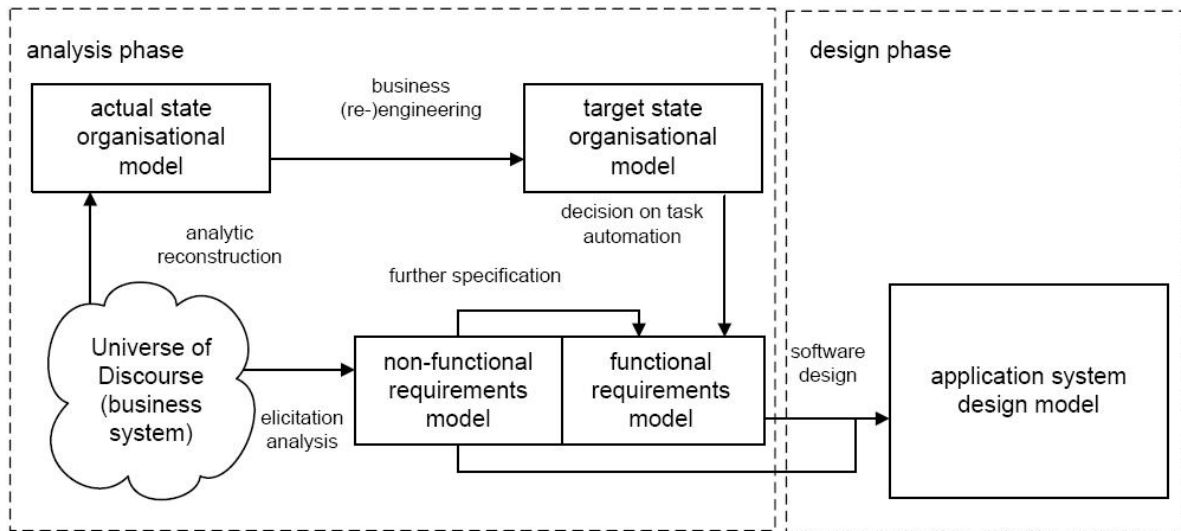 analysis phase
design phase
actual state
organisational
model
business
(re-)engineering
target state
organisational
model
analytic
reconstruction
decision on task
automation
further specification
Universe of
Discourse
(business
system)
elicitation
analysis
non-functional
requirements
model
functional
requirements
model
software
design
application system
design model